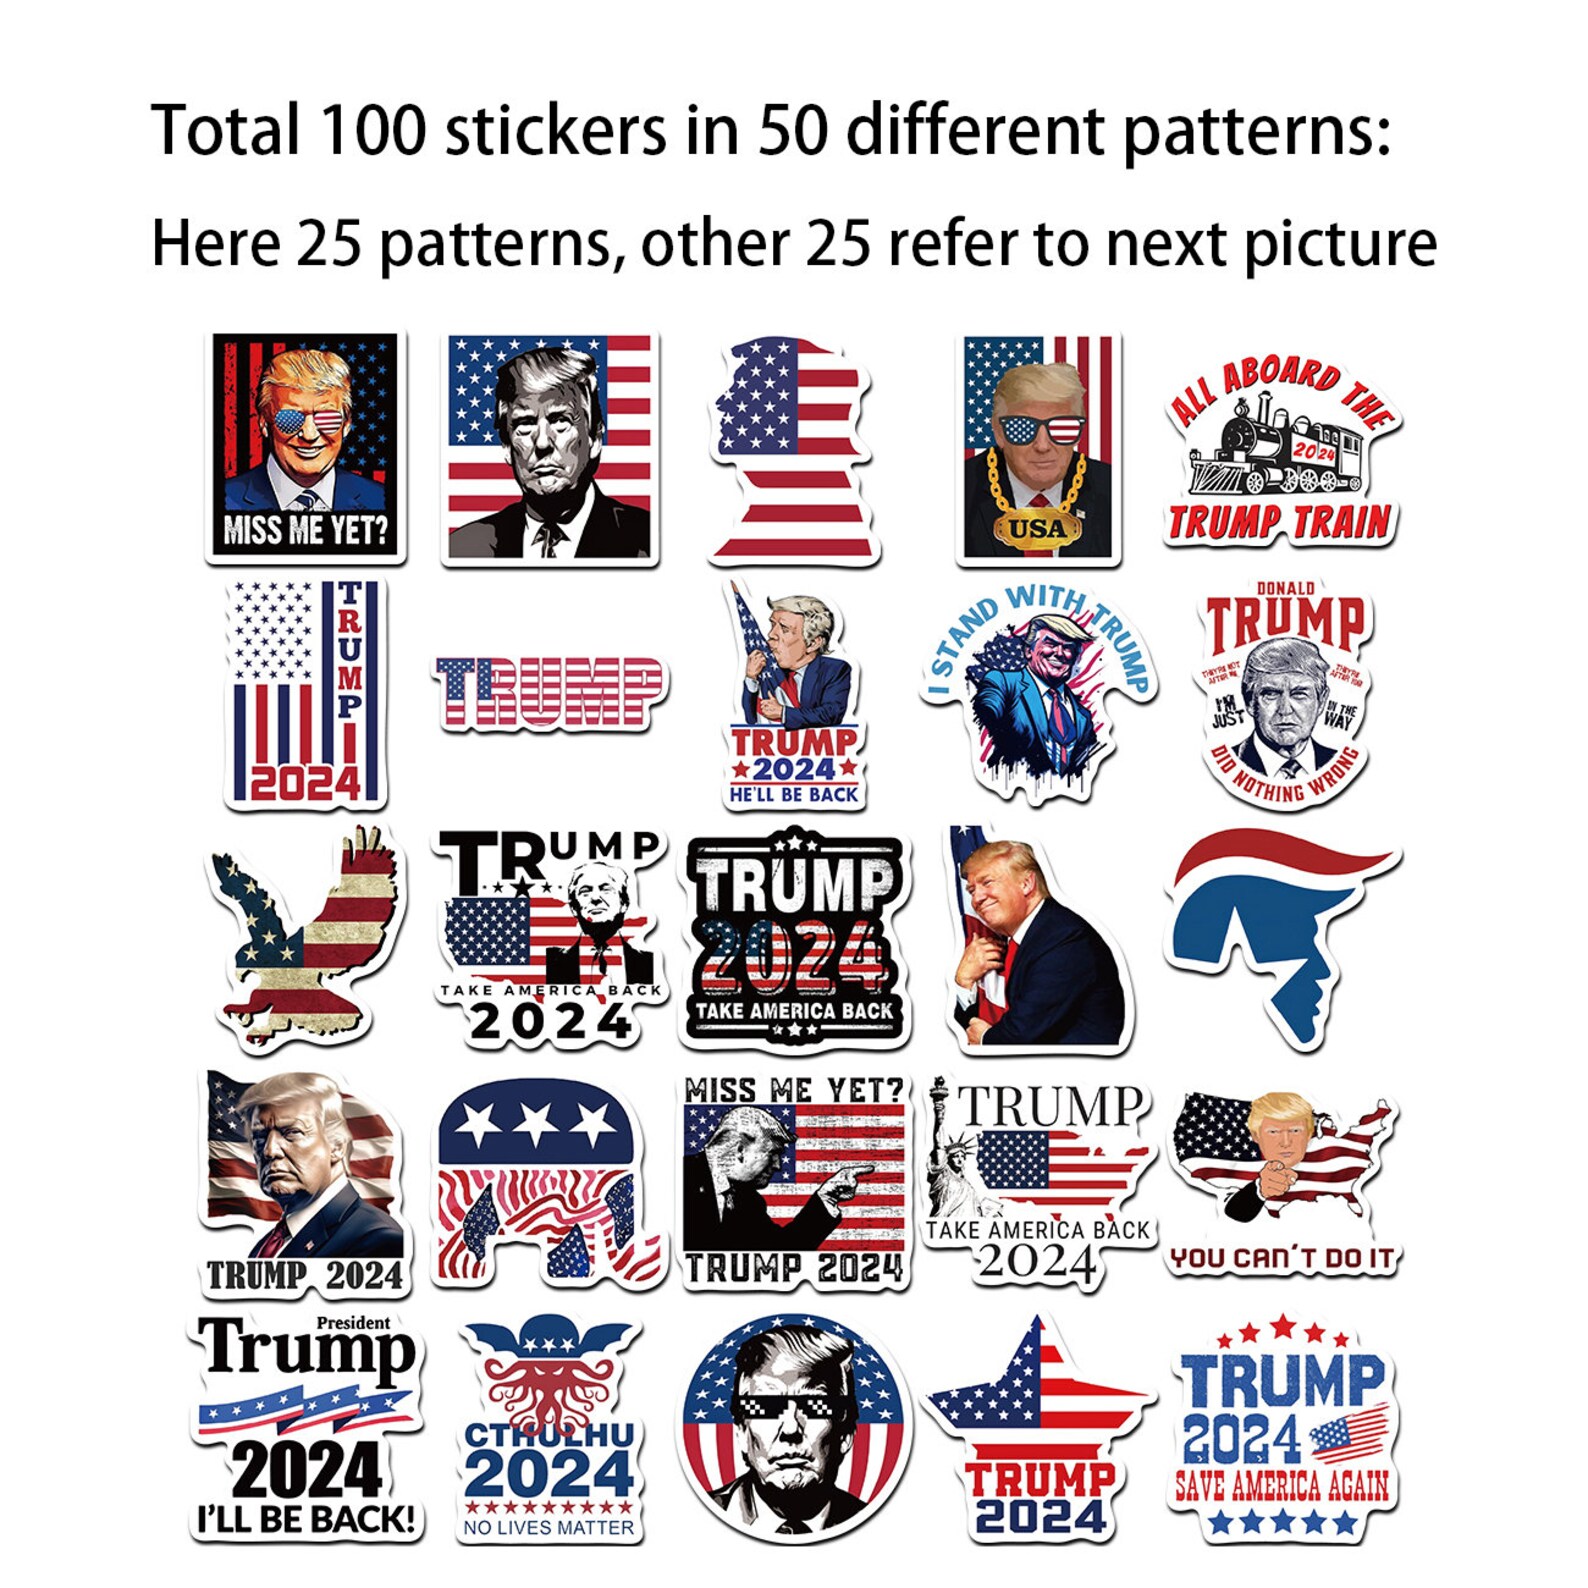 Total 100 stickers in 50 different patterns:
Here 25 patterns, other 25 refer to next picture
MISS ME YET?
USA
ALL ABOARD THE
2024
TRUMP TRAIN
TRUMP
2024
TRUMP
TRUMP
2024
HE'LL BE BACK
I STAND WITH TRUMP
DONALD
TRUMP
THEY'RE NOT
AFTER ME
THEY'RE
AFTER YOU
I'M
JUST
IN THE
WAY
DID NOTHING WRONG
TRUMP
TAKE AMERICA BACK
2024
TRUMP
2024
TAKE AMERICA BACK
TRUMP 2024
MISS ME YET?
TRUMP 2024
TRUMP
TAKE AMERICA BACK
2024
YOU CAN'T DO IT
President
Trump
2024
I'LL BE BACK!
CTHULHU
2024
NO LIVES MATTER
TRUMP
2024
TRUMP
2024
SAVE AMERICA AGAIN